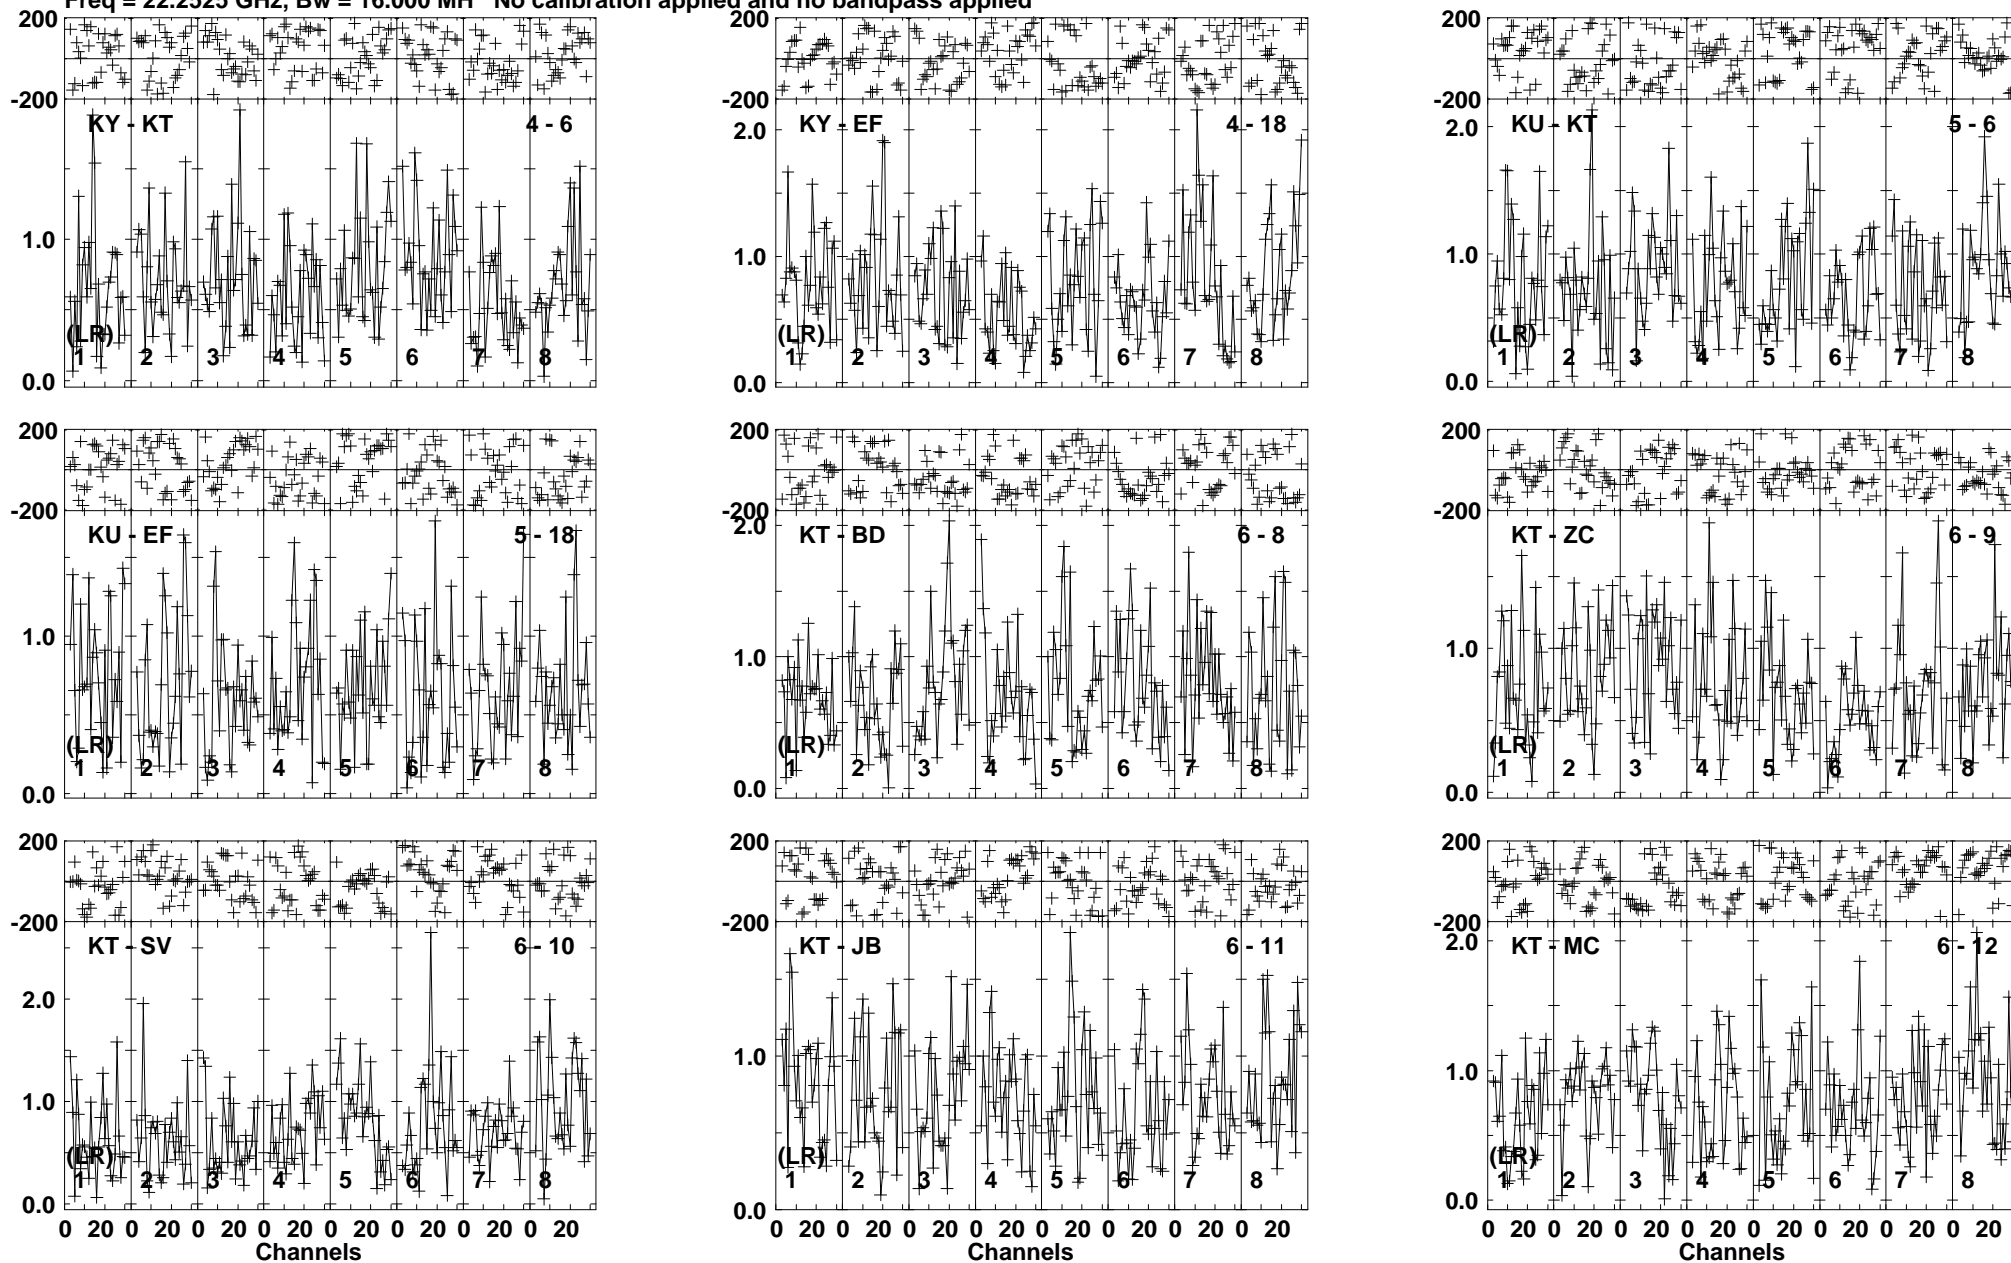 Freq = 22.2525 GHz, Bw = 16.000 MH No calibration applied and no bandpass applied
200
-200
KY - KT 4 - 6
1.0
0.0
(LR)
1 2 3 4 5 6 7 8
200
-200
KY - EF 4 - 18
2.0
1.0
0.0
(LR)
1 2 3 4 5 6 7 8
200
-200
KU - KT 5 - 6
2.0
1.0
0.0
(LR)
1 2 3 4 5 6 7 8
200
-200
KU - EF 5 - 18
1.0
0.0
(LR)
1 2 3 4 5 6 7 8
200
-200
KT - BD 6 - 8
2.0
1.0
0.0
(LR)
1 2 3 4 5 6 7 8
200
-200
KT - ZC 6 - 9
1.0
0.0
(LR)
1 2 3 4 5 6 7 8
200
-200
KT - SV 6 - 10
2.0
1.0
0.0
(LR)
1 2 3 4 5 6 7 8
0 20 0 20 0 20 0 20 0 20 0 20 0 20 0 20
Channels
200
-200
KT - JB 6 - 11
1.0
0.0
(LR)
1 2 3 4 5 6 7 8
0 20 0 20 0 20 0 20 0 20 0 20 0 20 0 20
Channels
200
-200
KT - MC 6 - 12
2.0
1.0
0.0
(LR)
1 2 3 4 5 6 7 8
0 20 0 20 0 20 0 20 0 20 0 20 0 20 0 20
Channels